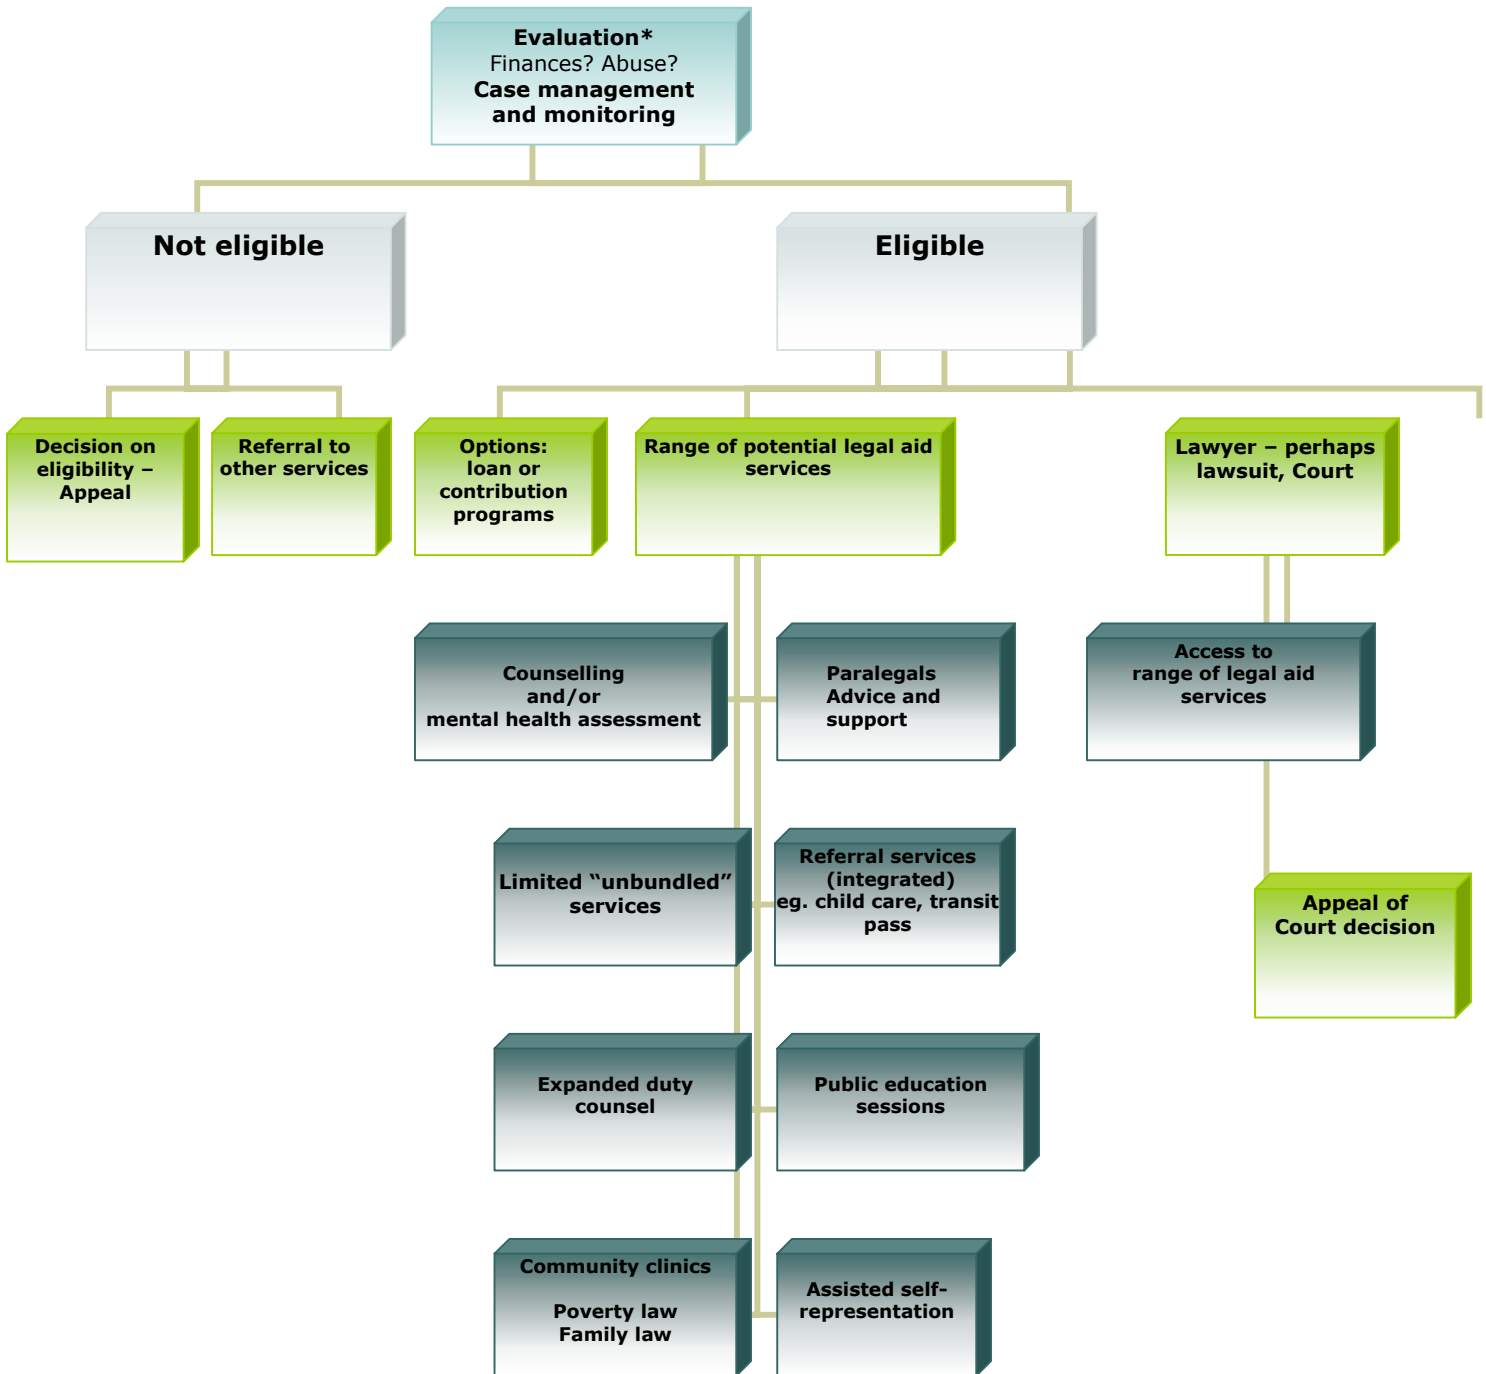 Evaluation*
Finances? Abuse?
Case management
and monitoring
Not eligible
Eligible
Decision on
eligibility –
Appeal
Referral to
other services
Options:
loan or
contribution
programs
Range of potential legal aid
services
Lawyer – perhaps
lawsuit, Court
Counselling
and/or
mental health assessment
Paralegals
Advice and
support
Access to
range of legal aid
services
Limited “unbundled”
services
Referral services
(integrated)
eg. child care, transit
pass
Appeal of
Court decision
Expanded duty
counsel
Public education
sessions
Community clinics
Poverty law
Family law
Assisted self-
representation